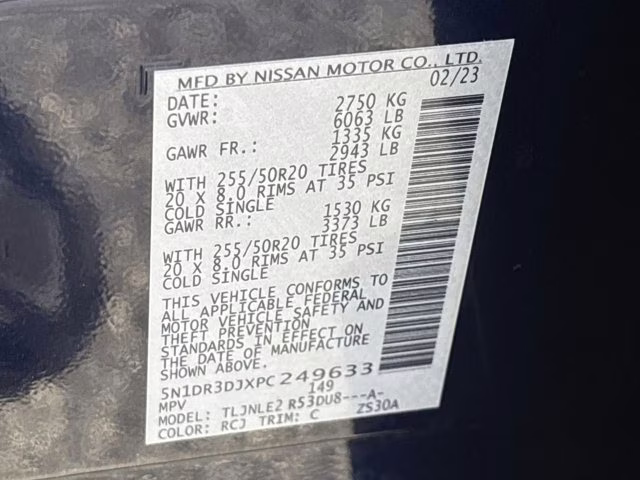 MFD BY NISSAN MOTOR CO., LTD.
DATE: 02/23
GVWR: 2750 KG
6063 LB
GAWR FR.: 1335 KG
2943 LB
WITH 255/50R20 TIRES
20 X 8.0 RIMS AT 35 PSI
COLD SINGLE
GAWR RR.: 1530 KG
3373 LB
WITH 255/50R20 TIRES
20 X 8.0 RIMS AT 35 PSI
COLD SINGLE
THIS VEHICLE CONFORMS TO
ALL APPLICABLE FEDERAL
MOTOR VEHICLE SAFETY AND
THEFT PREVENTION
STANDARDS IN EFFECT ON
THE DATE OF MANUFACTURE
SHOWN ABOVE.
5N1DR3DJXPC249633
MPV 149
MODEL: TLJNLE2 R53DU8---A-
COLOR: RCJ TRIM: C ZS30A